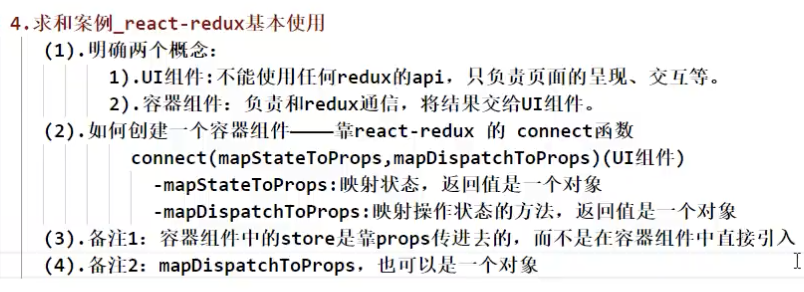 4.求和案例_react-redux基本使用
(1).明确两个概念：
1).UI组件:不能使用任何redux的api，只负责页面的呈现、交互等。
2).容器组件：负责和redux通信，将结果交给UI组件。
(2).如何创建一个容器组件————靠react-redux 的 connect函数
connect(mapStateToProps,mapDispatchToProps)(UI组件)
-mapStateToProps:映射状态，返回值是一个对象
-mapDispatchToProps:映射操作状态的方法，返回值是一个对象
(3).备注1：容器组件中的store是靠props传进去的，而不是在容器组件中直接引入
(4).备注2：mapDispatchToProps，也可以是一个对象